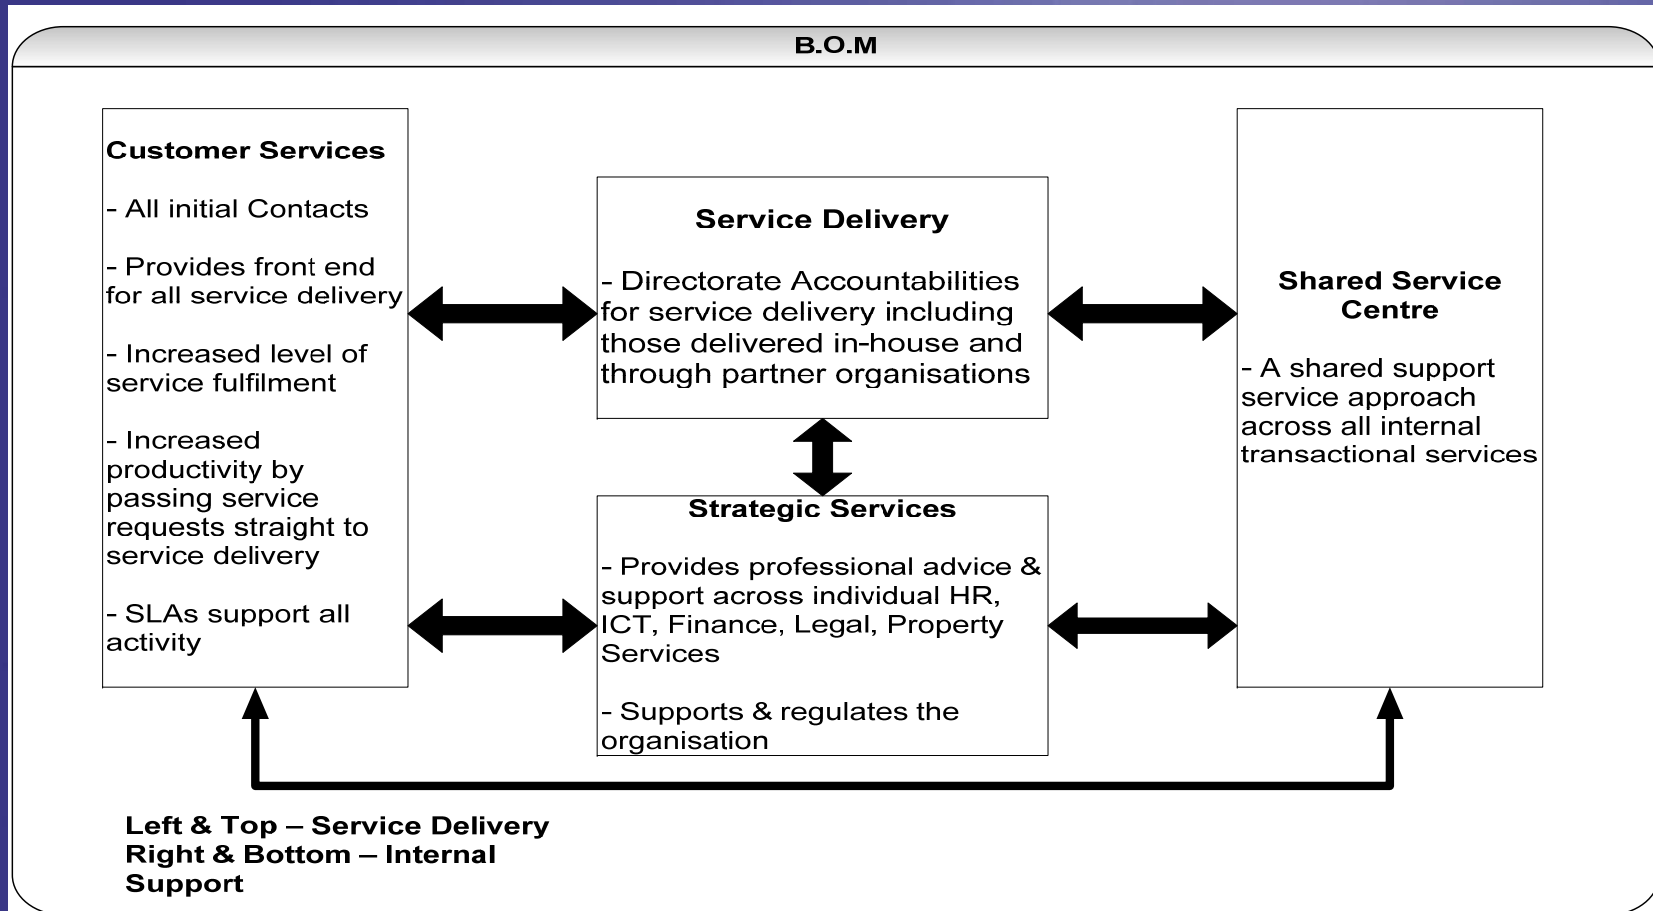 B.O.M
Customer Services
- All initial Contacts
- Provides front end
for all service delivery
- Increased level of
service fulfilment
- Increased
productivity by
passing service
requests straight to
service delivery
- SLAs support all
activity
Service Delivery
- Directorate Accountabilities
for service delivery including
those delivered in-house and
through partner organisations
Strategic Services
- Provides professional advice &
support across individual HR,
ICT, Finance, Legal, Property
Services
- Supports & regulates the
organisation
Shared Service
Centre
- A shared support
service approach
across all internal
transactional services
Left & Top – Service Delivery
Right & Bottom – Internal
Support